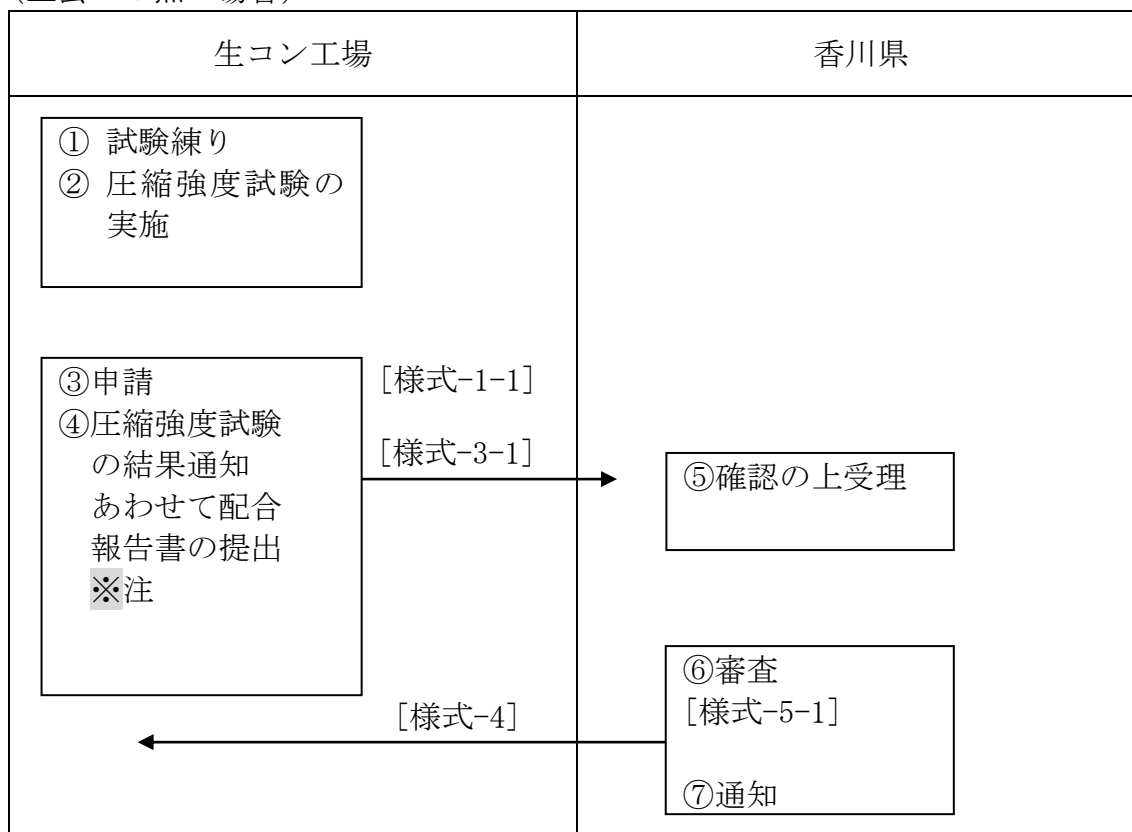 生コン工場
香川県
① 試験練り
② 圧縮強度試験の
実施
③申請
④圧縮強度試験
の結果通知
あわせて配合
報告書の提出
※注
[様式-1-1]
[様式-3-1]
⑤確認の上受理
⑥審査
[様式-5-1]
⑦通知
[様式-4]